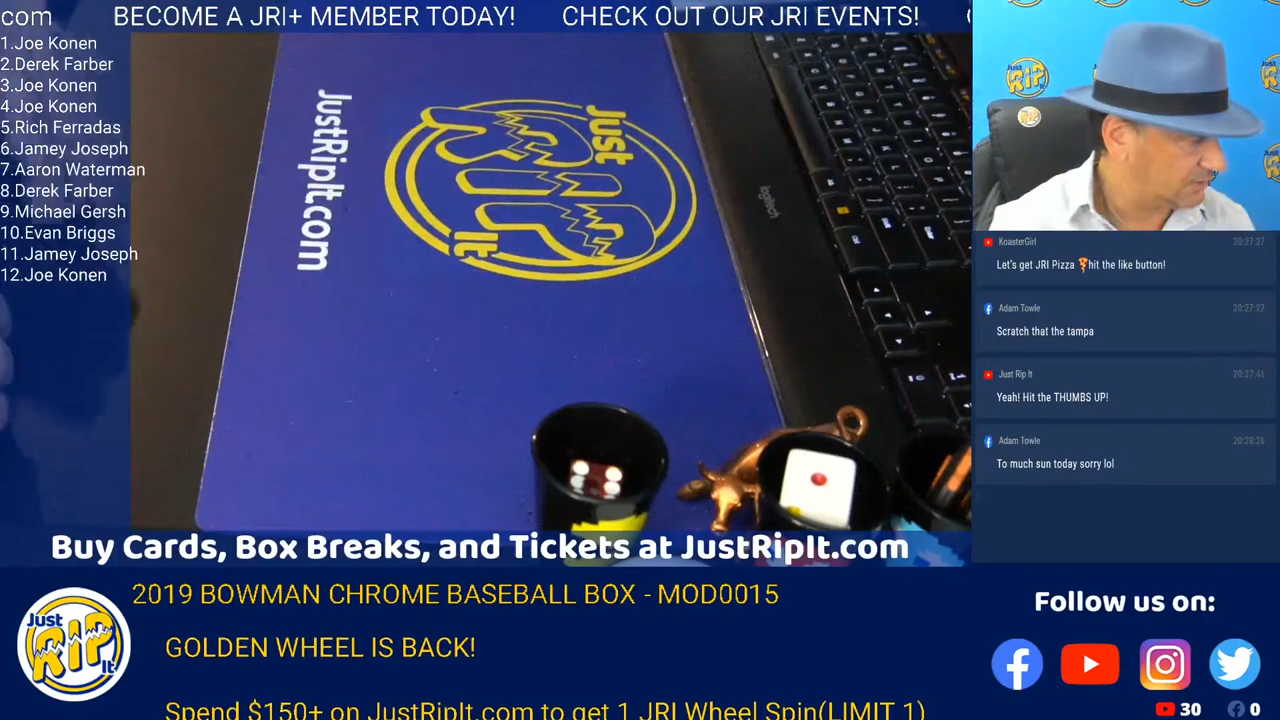 com BECOME A JRI+ MEMBER TODAY! CHECK OUT OUR JRI EVENTS!
1.Joe Konen
2.Derek Farber
3.Joe Konen
4.Joe Konen
5.Rich Ferradas
6.Jamey Joseph
7.Aaron Waterman
8.Derek Farber
9.Michael Gersh
10.Evan Briggs
11.Jamey Joseph
12.Joe Konen
JustRipIt.com
Just
RIP
It
logitech
Just
RIP
KoasterGirl 20:27:27
Let's get JRI Pizza 🍕hit the like button!
Adam Towle
Scratch that the tampa
Just Rip It
Yeah! Hit the THUMBS UP!
Adam Towle
To much sun today sorry lol
Buy Cards, Box Breaks, and Tickets at JustRipIt.com
Just
RIP
It
2019 BOWMAN CHROME BASEBALL BOX - MOD0015
GOLDEN WHEEL IS BACK!
Spend $150+ on JustRipIt.com to get 1 JRI Wheel Spin(LIMIT 1)
Follow us on:
30 0